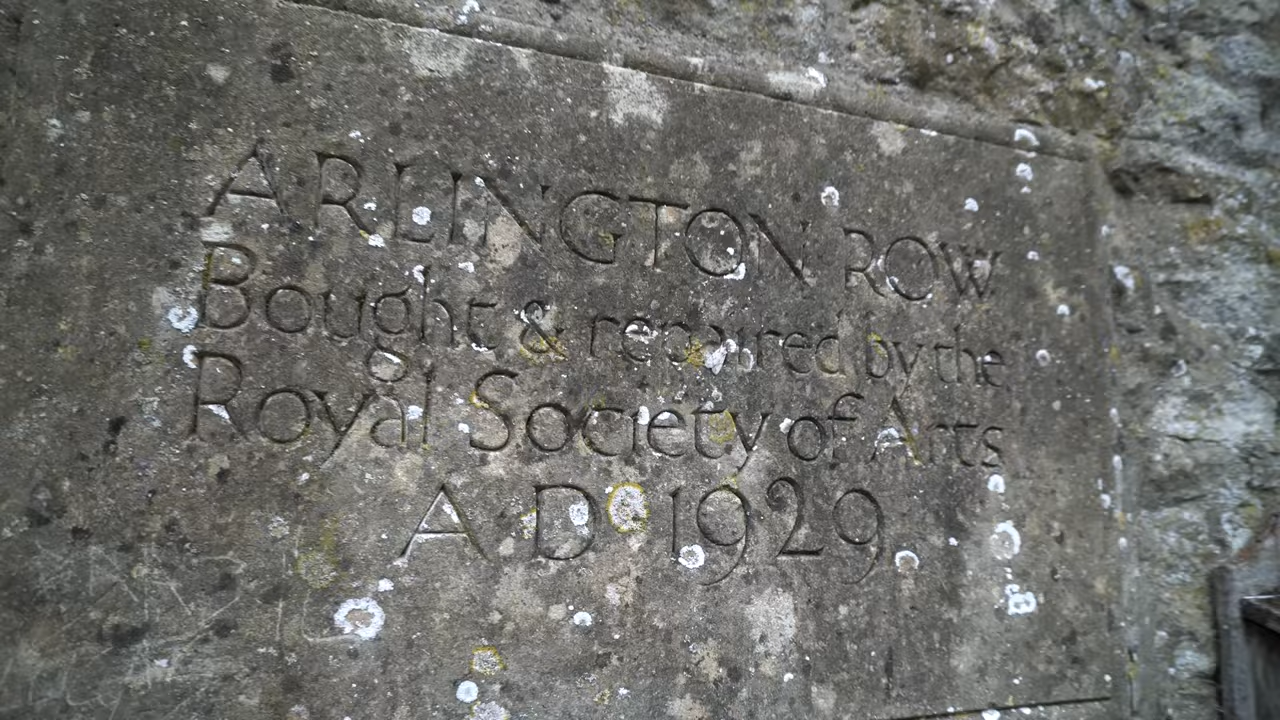 ARLINGTON ROW
Bought & repaired by the
Royal Society of Arts
A D 1929